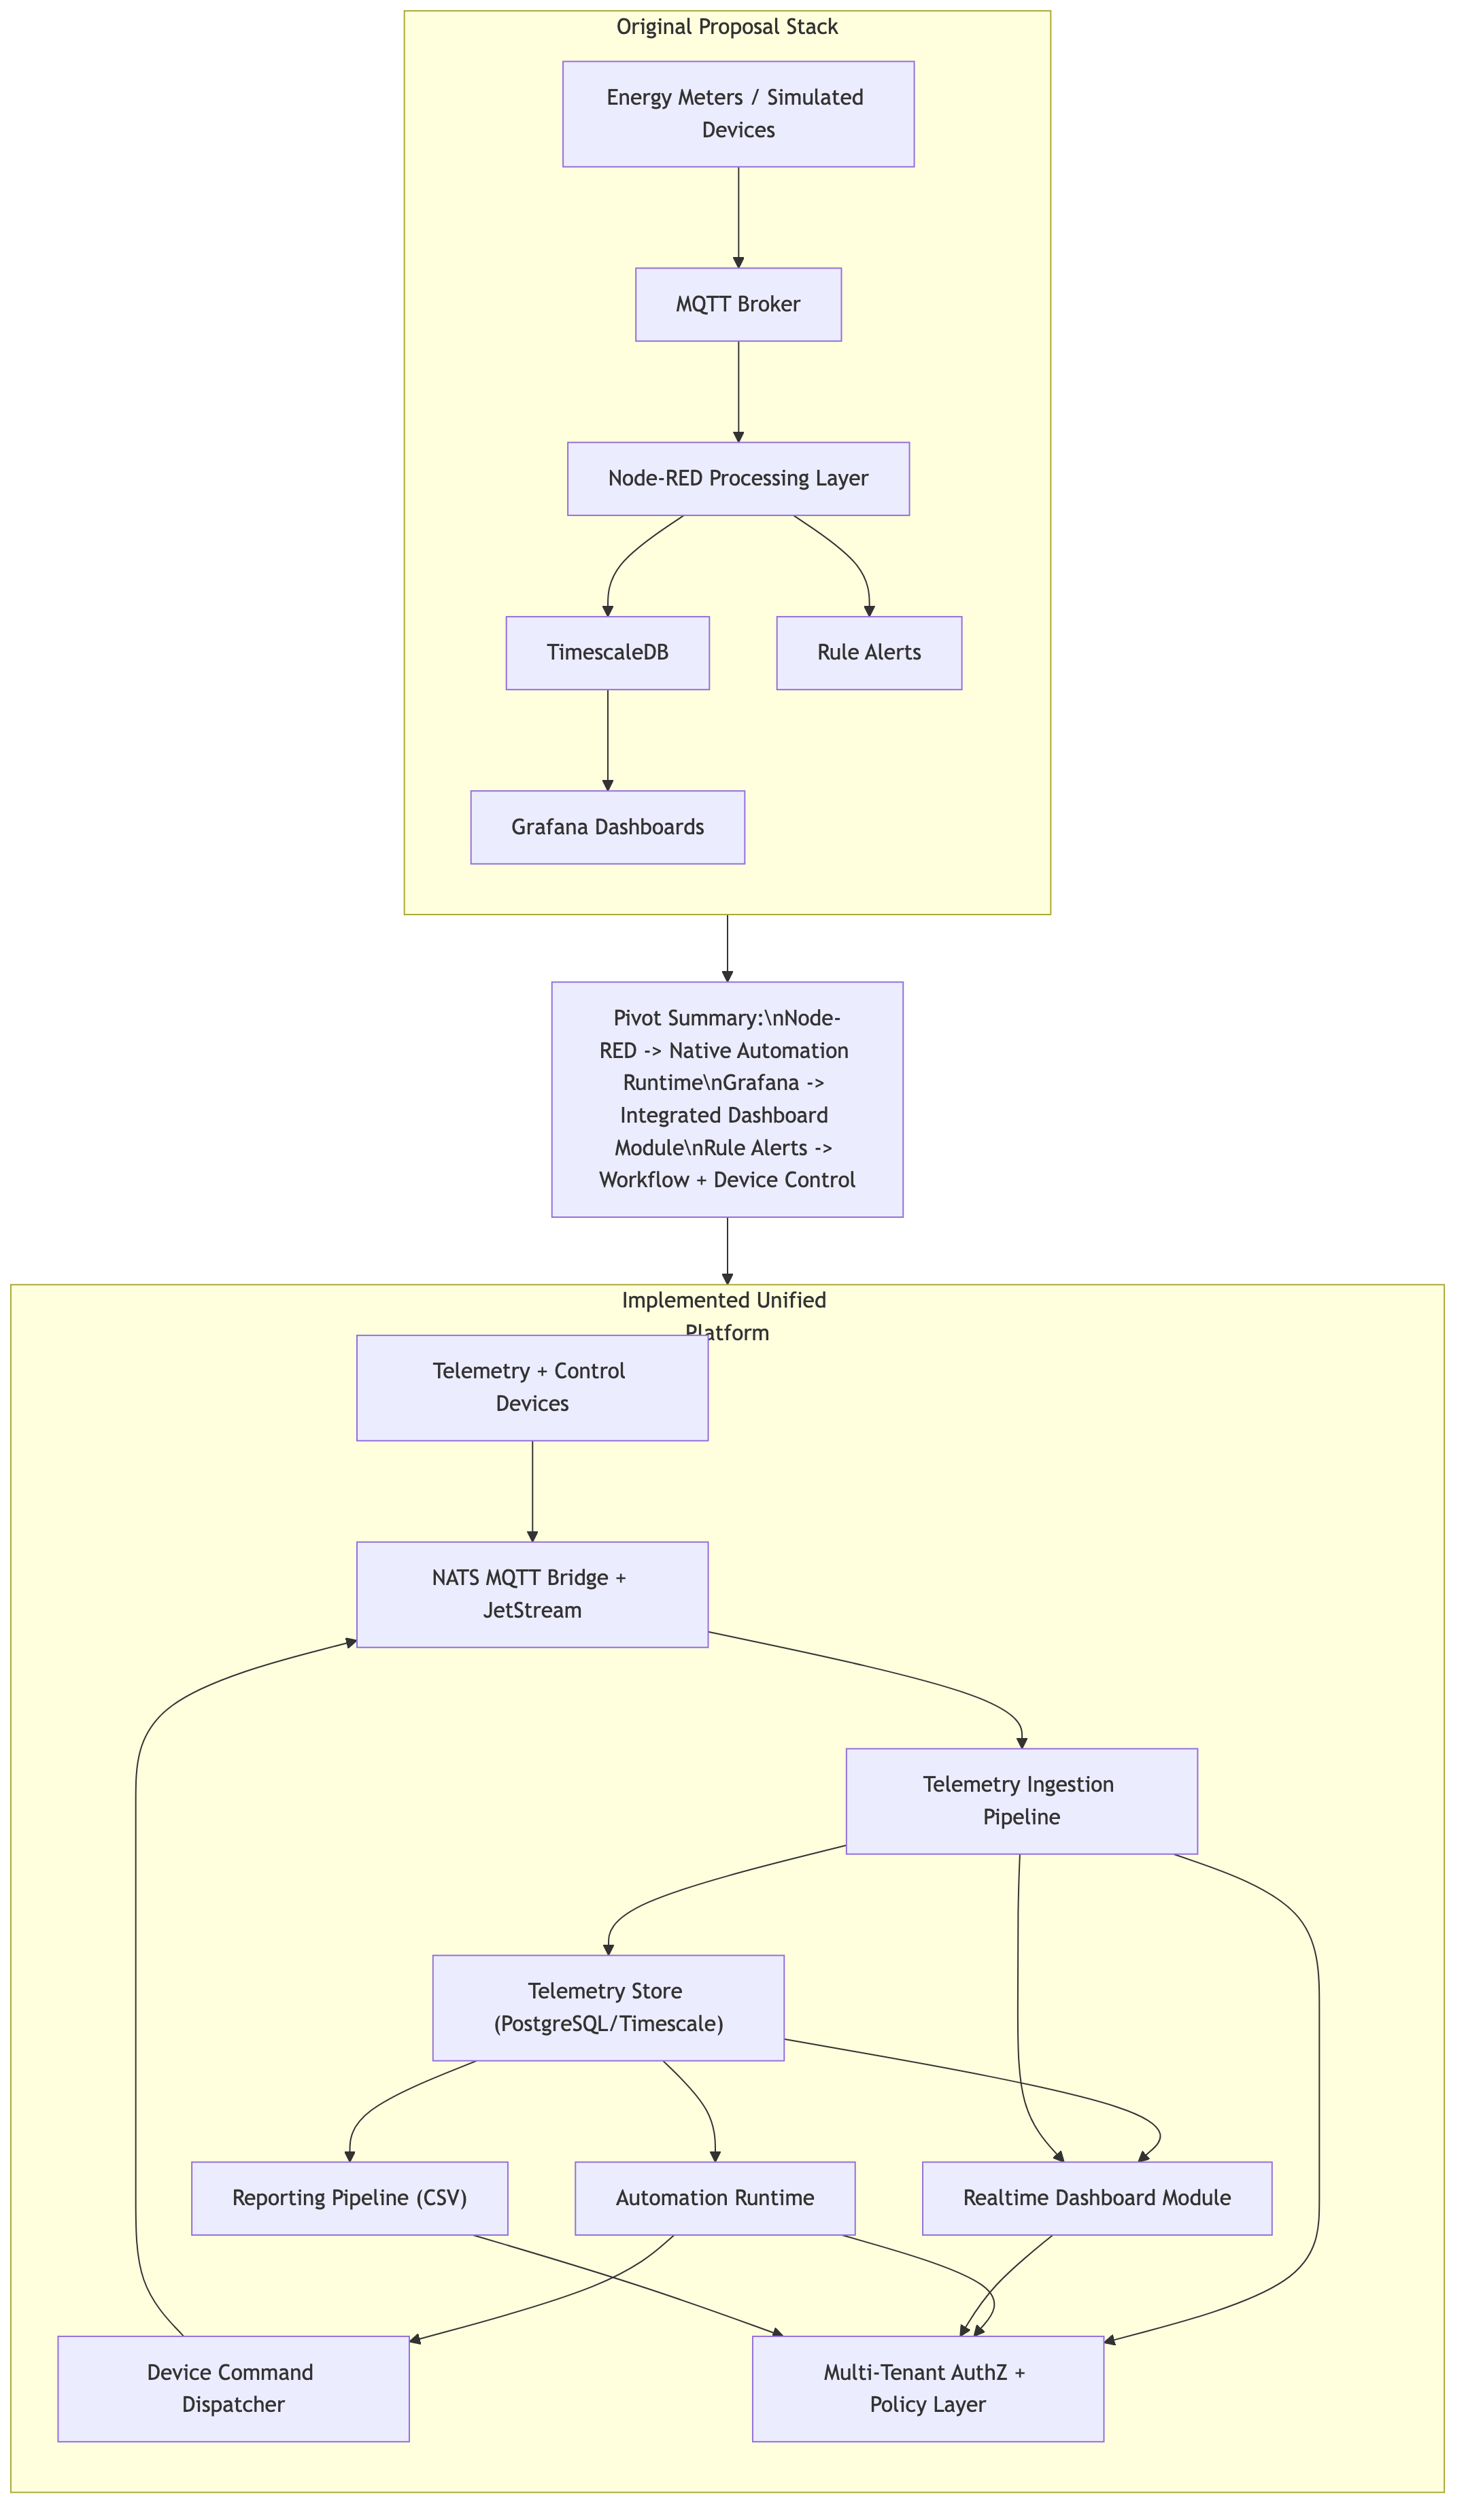 Original Proposal Stack
Energy Meters / Simulated
Devices
MQTT Broker
Node-RED Processing Layer
TimescaleDB
Rule Alerts
Grafana Dashboards
Pivot Summary:\nNode-
RED -> Native Automation
Runtime\nGrafana ->
Integrated Dashboard
Module\nRule Alerts ->
Workflow + Device Control
Implemented Unified
Platform
Telemetry + Control
Devices
NATS MQTT Bridge +
JetStream
Telemetry Ingestion
Pipeline
Telemetry Store
(PostgreSQL/Timescale)
Reporting Pipeline (CSV)
Automation Runtime
Realtime Dashboard Module
Device Command
Dispatcher
Multi-Tenant AuthZ +
Policy Layer